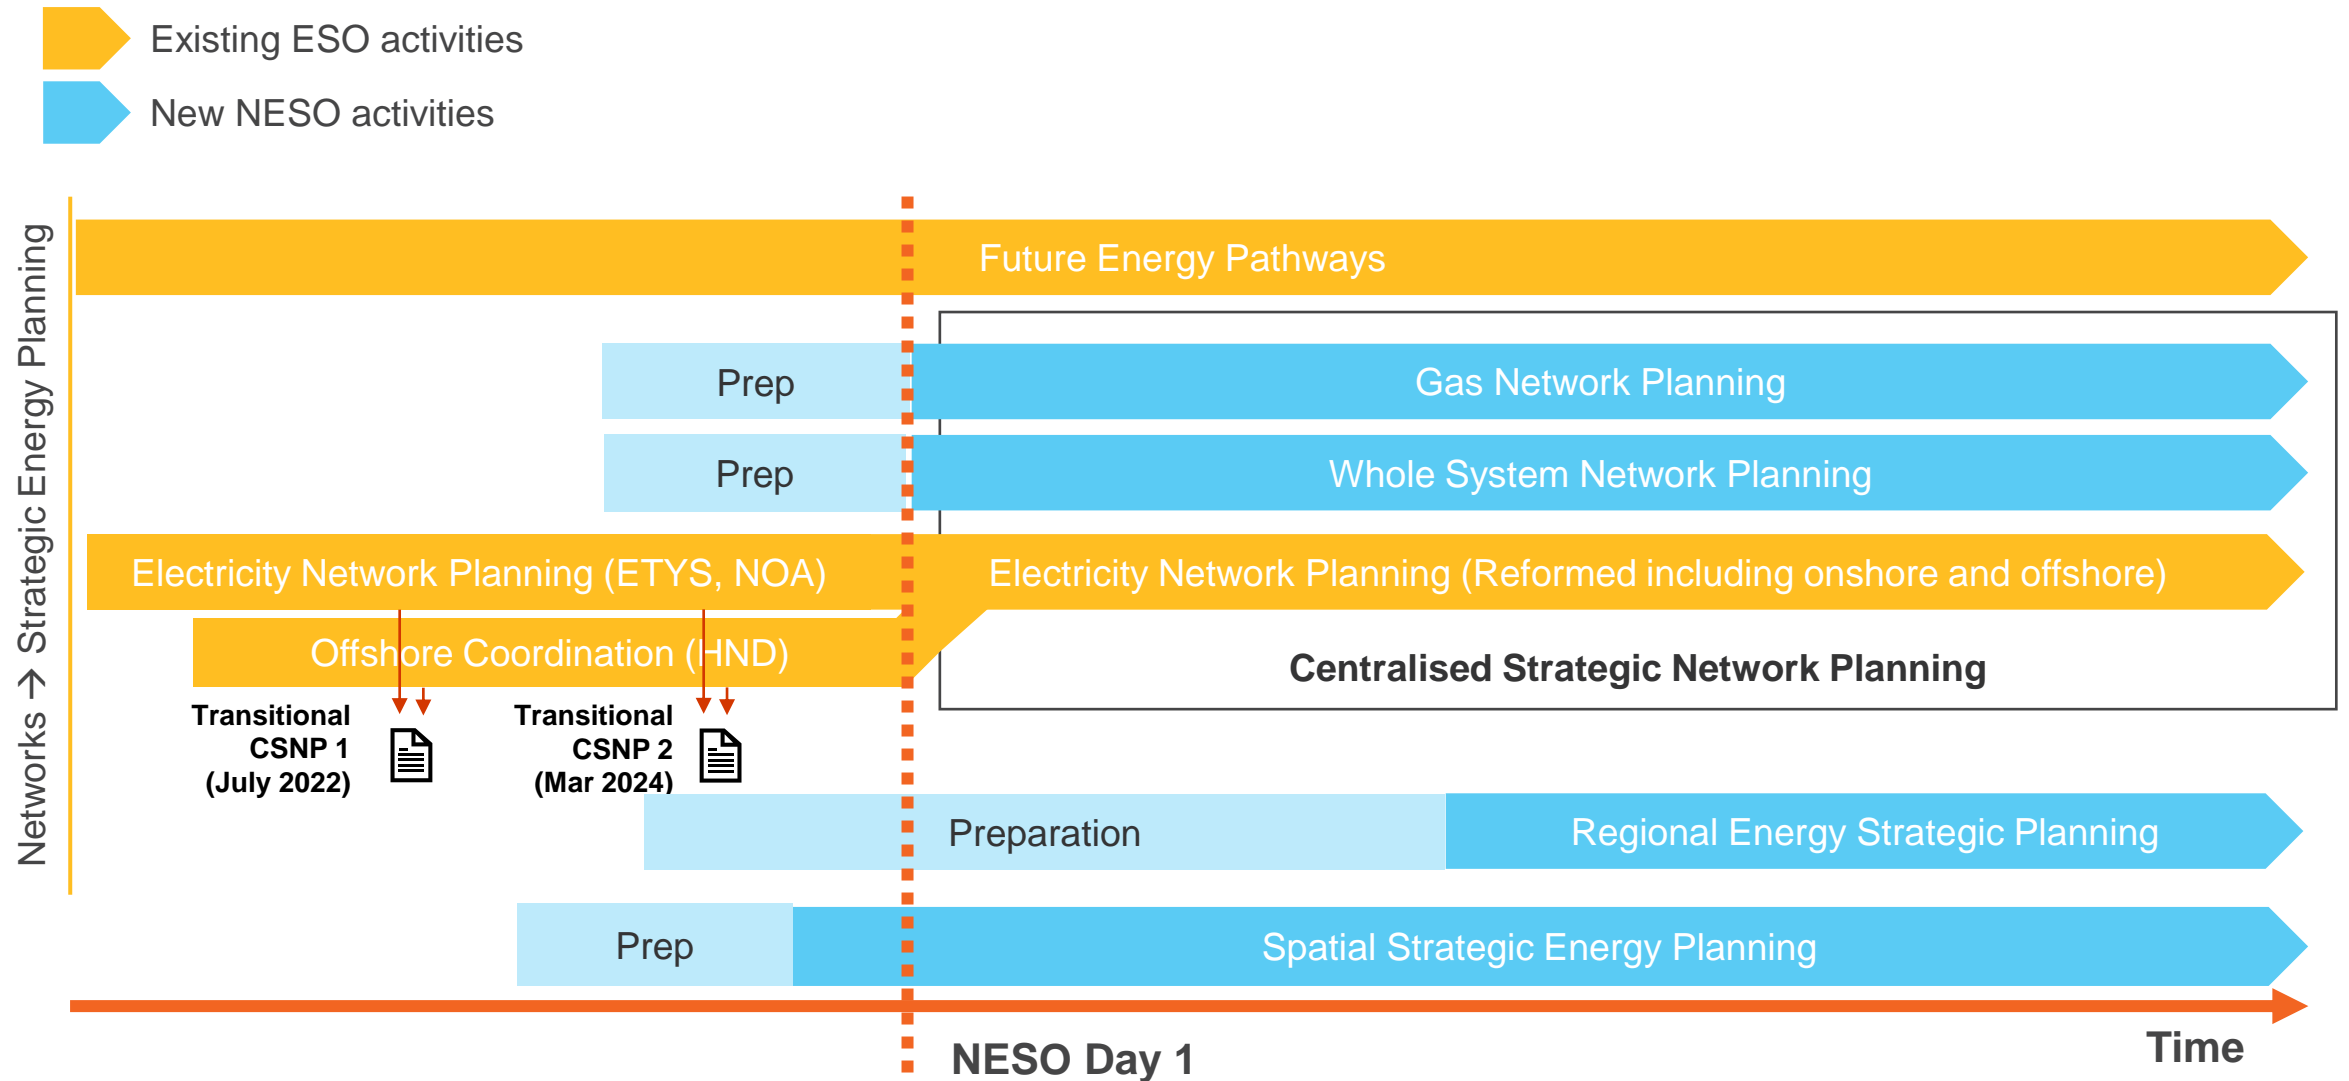 Existing ESO activities
New NESO activities
Networks → Strategic Energy Planning
Future Energy Pathways
Prep
Gas Network Planning
Prep
Whole System Network Planning
Electricity Network Planning (ETYS, NOA)
Electricity Network Planning (Reformed including onshore and offshore)
Offshore Coordination (HND)
Centralised Strategic Network Planning
Transitional
CSNP 1
(July 2022)
Transitional
CSNP 2
(Mar 2024)
Preparation
Regional Energy Strategic Planning
Prep
Spatial Strategic Energy Planning
NESO Day 1
Time